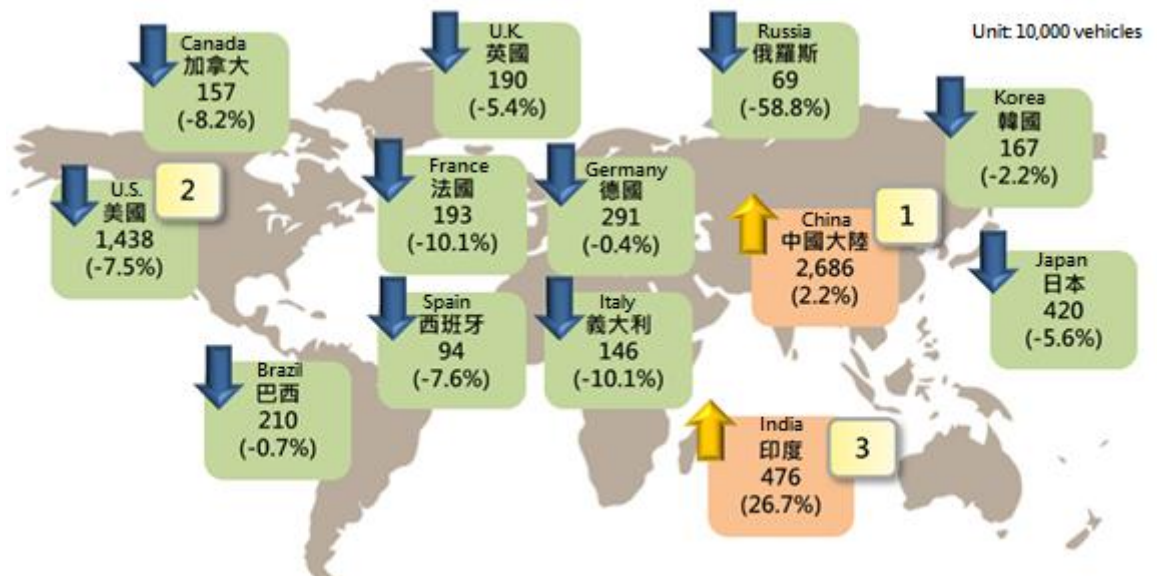 Unit: 10,000 vehicles
Canada
加拿大
157
(-8.2%)
U.K.
英國
190
(-5.4%)
Russia
俄羅斯
69
(-58.8%)
Korea
韓國
167
(-2.2%)
U.S.
美國
1,438
(-7.5%)
2
France
法國
193
(-10.1%)
Germany
德國
291
(-0.4%)
China
中國大陸
2,686
(2.2%)
1
Japan
日本
420
(-5.6%)
Spain
西班牙
94
(-7.6%)
Italy
義大利
146
(-10.1%)
Brazil
巴西
210
(-0.7%)
India
印度
476
(26.7%)
3